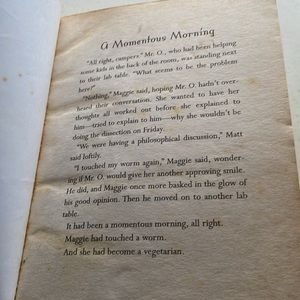 A Momentous Morning
"All right, campers." Mr. O., who had been helping
some kids in the back of the room, was standing next
to their lab table. "What seems to be the problem
here?"
"Nothing," Maggie said, hoping Mr. O. hadn't over-
heard their conversation. She wanted to have her
thoughts all worked out before she explained to
him—tried to explain to him—why she wouldn't be
doing the dissection on Friday.
"We were having a philosophical discussion," Matt
said loftily.
"I touched my worm again," Maggie said, wonder-
ing if Mr. O. would give her another approving smile.
He did, and Maggie once more basked in the glow of
his good opinion. Then he moved on to another lab
table.
It had been a momentous morning, all right.
Maggie had touched a worm.
And she had become a vegetarian.